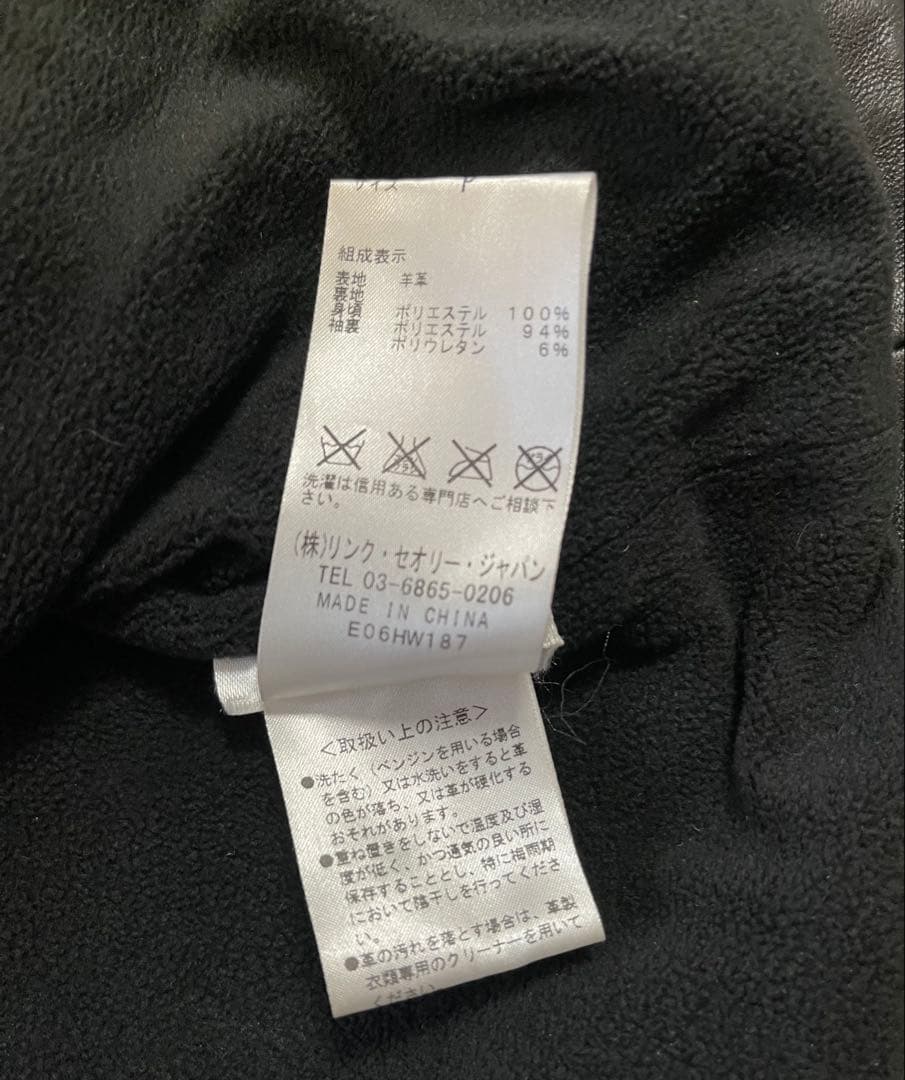 サイズ
組成表示
表地 羊革
裏地
身頃 ポリエステル 100%
袖裏 ポリエステル 94%
ポリウレタン 6%
洗濯は信用ある専門店へご相談下
さい。
(株)リンク・セオリー・ジャパン
TEL 03-6865-0206
MADE IN CHINA
E06HW187
<取扱い上の注意>
●洗たく(ベンジンを用いる場合
を含む)又は水洗いをすると革
の色が落ち、又は革が硬化する
おそれがあります。
●重ね置きをしないで温度及び湿
度が低く、かつ通気の良い所に
保存することとし、特に梅雨期
において陰干しを行ってくださ
い。
●革の汚れを落とす場合は、革製
衣類専用のクリーナーを用いて
ください